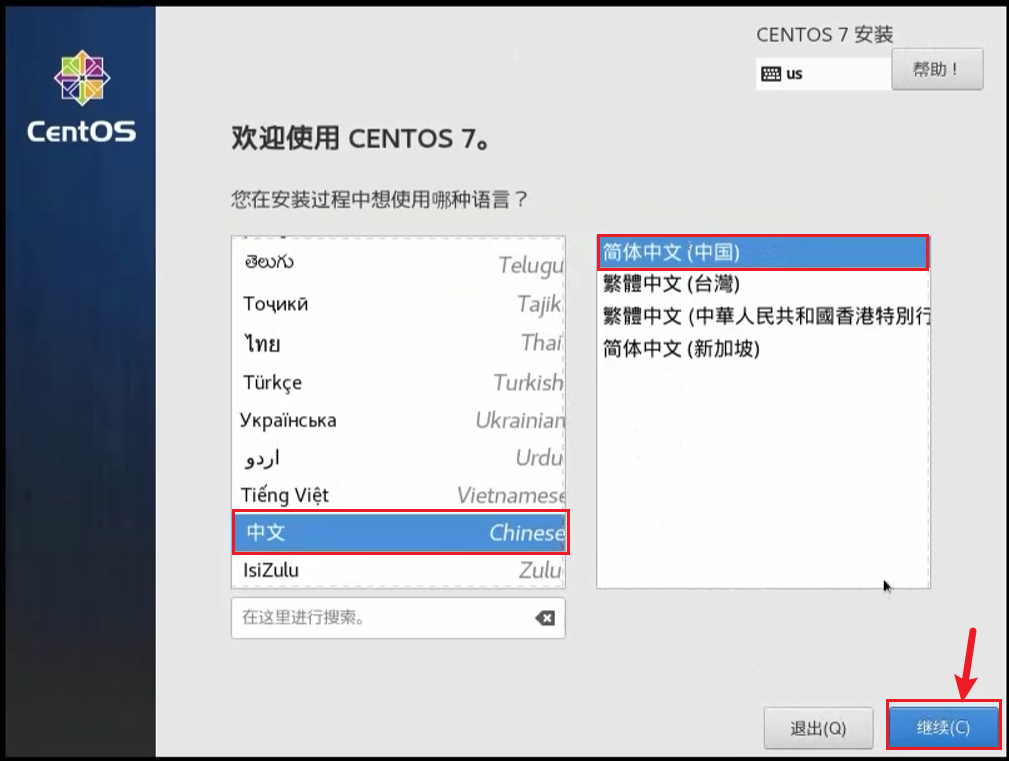 CENTOS 7 安装
us
帮助！
CentOS
欢迎使用 CENTOS 7。
您在安装过程中想使用哪种语言？
తెలుగు Telugu
Тоҷикӣ Tajik
ไทย Thai
Türkçe Turkish
Українська Ukrainian
اردو Urdu
Tiếng Việt Vietnamese
中文 Chinese
IsiZulu Zulu
简体中文 (中国)
繁體中文 (台灣)
繁體中文 (中華人民共和國香港特別行
简体中文 (新加坡)
在这里进行搜索。
退出(Q)
继续(C)